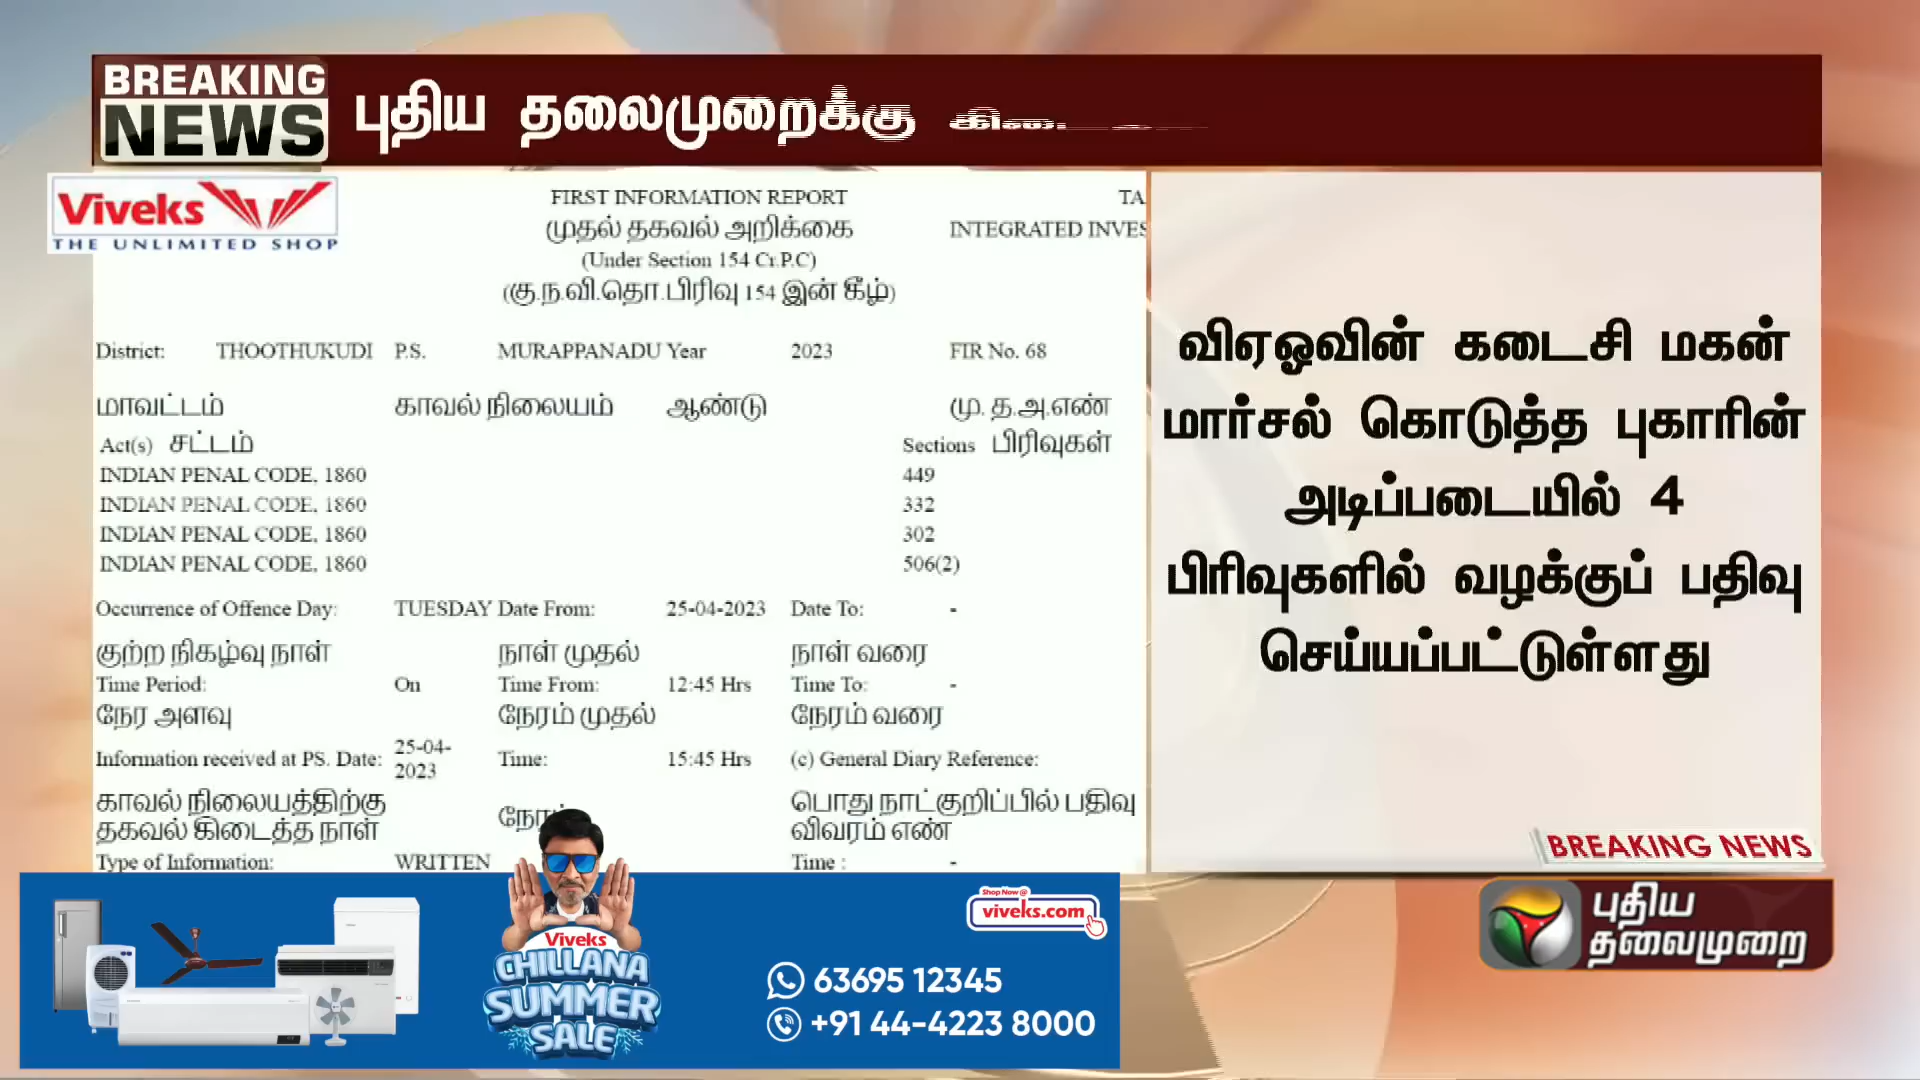 BREAKING
NEWS
புதிய தலைமுறைக்கு
Viveks
THE UNLIMITED SHOP
FIRST INFORMATION REPORT
முதல் தகவல் அறிக்கை
INTEGRATED
(Under Section 154 Cr.P.C)
(கு.ந.வி.தொ.பிரிவு 154 இன் கீழ்)
District: THOOTHUKUDI P.S. MURAPPANADU Year 2023 FIR No. 68
மாவட்டம் காவல் நிலையம் ஆண்டு மு. த.அ.எண்
Act(s) சட்டம் Sections பிரிவுகள்
INDIAN PENAL CODE, 1860 449
INDIAN PENAL CODE, 1860 332
INDIAN PENAL CODE, 1860 302
INDIAN PENAL CODE, 1860 506(2)
Occurrence of Offence Day: TUESDAY Date From: 25-04-2023 Date To: -
குற்ற நிகழ்வு நாள் நாள் முதல் நாள் வரை
Time Period: On Time From: 12:45 Hrs Time To: -
நேர அளவு நேரம் முதல் நேரம் வரை
Information received at PS. Date: 25-04-2023 Time: 15:45 Hrs (c) General Diary Reference:
காவல் நிலையத்திற்கு தகவல் கிடைத்த நாள் பொது நாட்குறிப்பில் பதிவு விவரம் எண்
Type of Information: WRITTEN Time : -
விஏஓவின் கடைசி மகன்
மார்சல் கொடுத்த புகாரின்
அடிப்படையில் 4
பிரிவுகளில் வழக்குப் பதிவு
செய்யப்பட்டுள்ளது
BREAKING NEWS
புதிய
தலைமுறை
Viveks
CHILLANA
SUMMER
SALE
Shop Now @
viveks.com
63695 12345
+91 44-4223 8000